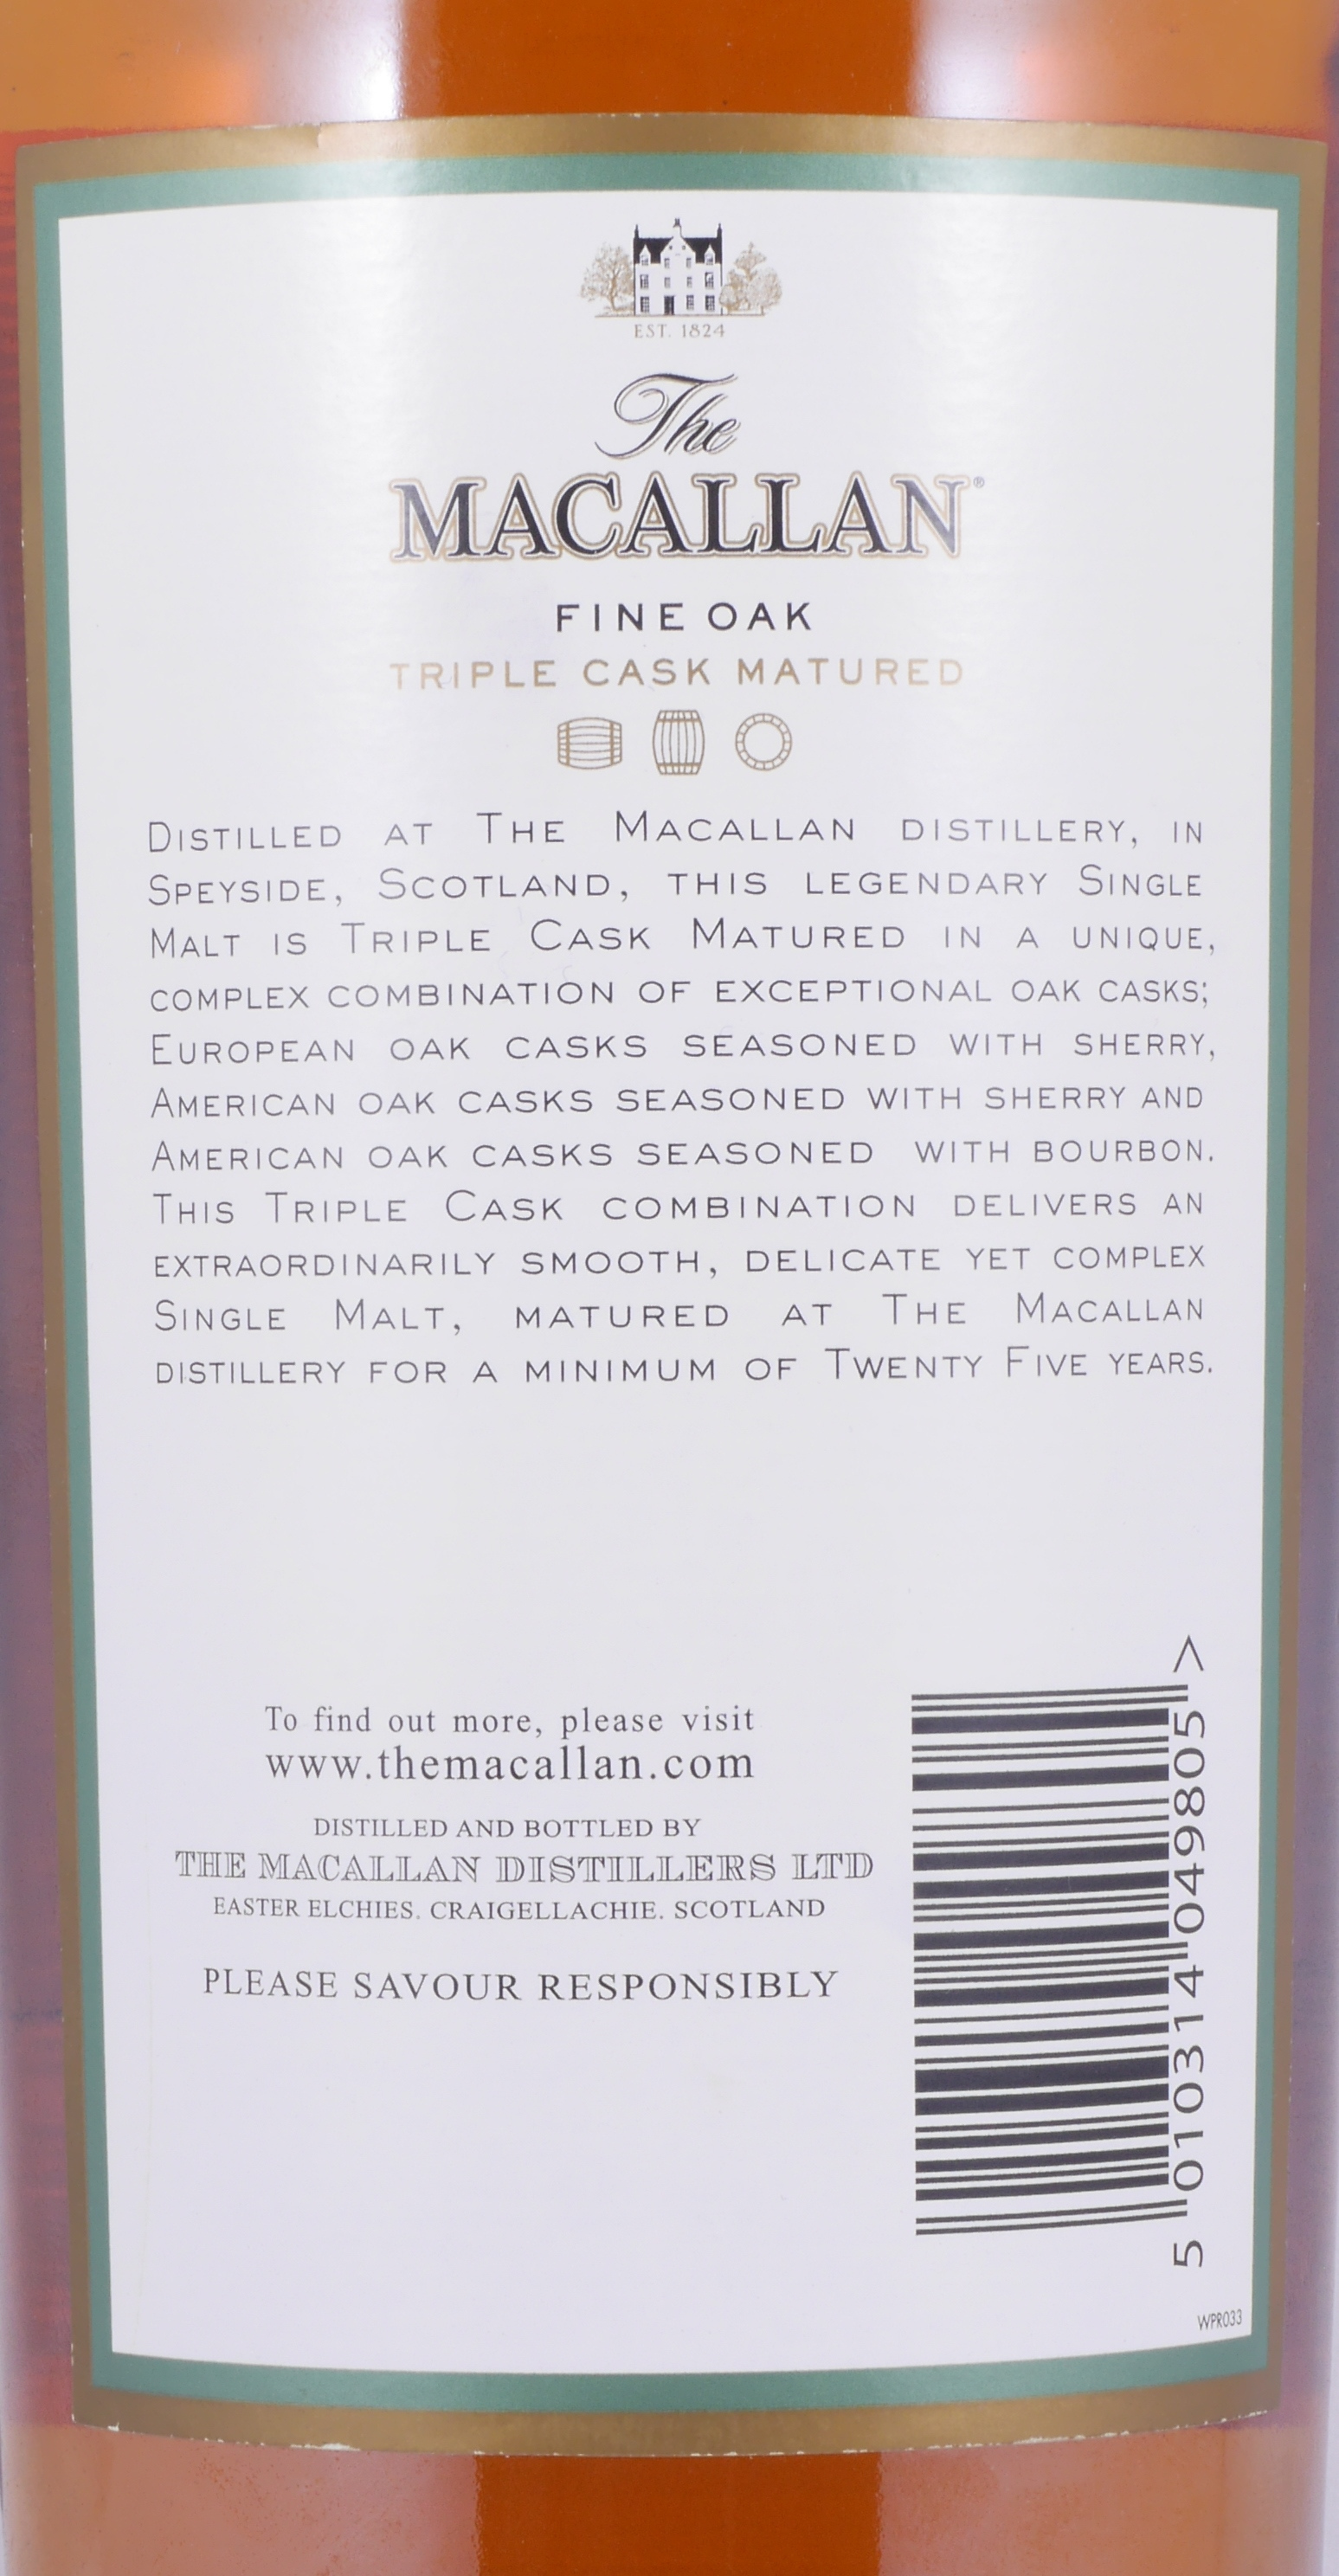 EST. 1824
The
MACALLAN®
FINE OAK
TRIPLE CASK MATURED
DISTILLED AT THE MACALLAN DISTILLERY, IN
SPEYSIDE, SCOTLAND, THIS LEGENDARY SINGLE
MALT IS TRIPLE CASK MATURED IN A UNIQUE,
COMPLEX COMBINATION OF EXCEPTIONAL OAK CASKS;
EUROPEAN OAK CASKS SEASONED WITH SHERRY,
AMERICAN OAK CASKS SEASONED WITH SHERRY AND
AMERICAN OAK CASKS SEASONED WITH BOURBON.
THIS TRIPLE CASK COMBINATION DELIVERS AN
EXTRAORDINARILY SMOOTH, DELICATE YET COMPLEX
SINGLE MALT, MATURED AT THE MACALLAN
DISTILLERY FOR A MINIMUM OF TWENTY FIVE YEARS.
To find out more, please visit
www.themacallan.com
DISTILLED AND BOTTLED BY
THE MACALLAN DISTILLERS LTD
EASTER ELCHIES. CRAIGELLACHIE. SCOTLAND
PLEASE SAVOUR RESPONSIBLY
5 010314 049805 >
WPR033